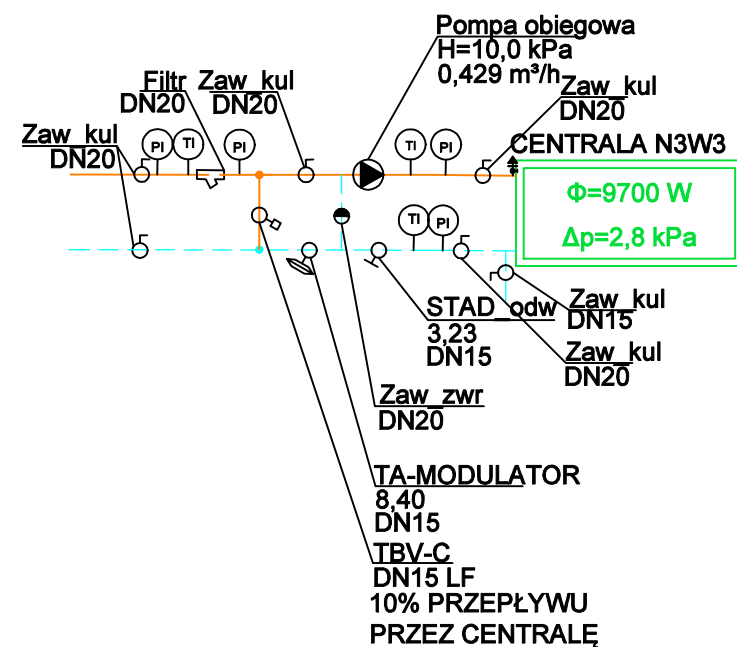 Pompa obiegowa
H=10,0 kPa
0,429 m³/h
Filtr
DN20
Zaw_kul
DN20
Zaw_kul
DN20
Zaw_kul
DN20
CENTRALA N3W3
PI
TI
PI
TI
PI
Φ=9700 W
Δp=2,8 kPa
TI
PI
STAD_odw
3,23
DN15
Zaw_kul
DN15
Zaw_kul
DN20
Zaw_zwr
DN20
TA-MODULATOR
8,40
DN15
TBV-C
DN15 LF
10% PRZEPŁYWU
PRZEZ CENTRALĘ